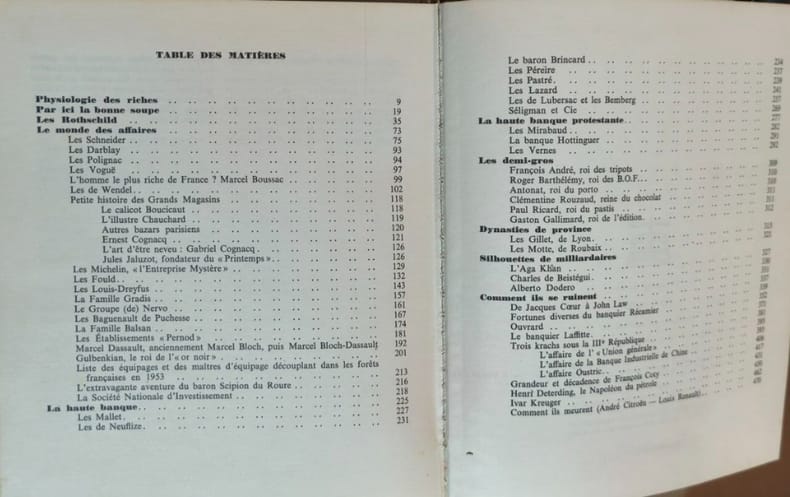 TABLE DES MATIÈRES
Physiologie des riches .. .. .. .. .. .. .. .. .. .. 9
Par ici la bonne soupe .. .. .. .. .. .. .. .. .. .. 19
Les Rothschild .. .. .. .. .. .. .. .. .. .. .. .. 35
Le monde des affaires .. .. .. .. .. .. .. .. .. .. 73
Les Schneider .. .. .. .. .. .. .. .. .. .. .. 75
Les Darblay .. .. .. .. .. .. .. .. .. .. .. 93
Les Polignac .. .. .. .. .. .. .. .. .. .. .. 94
Les Voguë .. .. .. .. .. .. .. .. .. .. .. 97
L'homme le plus riche de France ? Marcel Boussac .. .. .. .. 99
Les de Wendel.. .. .. .. .. .. .. .. .. .. .. 102
Petite histoire des Grands Magasins .. .. .. .. .. .. .. 118
Le calicot Boucicaut .. .. .. .. .. .. .. .. .. 118
L'illustre Chauchard .. .. .. .. .. .. .. .. .. 119
Autres bazars parisiens .. .. .. .. .. .. .. .. 120
Ernest Cognacq .. .. .. .. .. .. .. .. .. .. 121
L'art d'être neveu : Gabriel Cognacq .. .. .. .. .. .. 126
Jules Jaluzot, fondateur du « Printemps ».. .. .. .. .. 126
Les Michelin, « l'Entreprise Mystère » .. .. .. .. .. .. .. 129
Les Fould.. .. .. .. .. .. .. .. .. .. .. .. 132
Les Louis-Dreyfus .. .. .. .. .. .. .. .. .. .. 143
La Famille Gradis .. .. .. .. .. .. .. .. .. .. 157
Le Groupe (de) Nervo .. .. .. .. .. .. .. .. .. 161
Les Baguenault de Puchesse .. .. .. .. .. .. .. .. 167
La Famille Balsan .. .. .. .. .. .. .. .. .. .. 174
Les Établissements « Pernod » .. .. .. .. .. .. .. .. 181
Marcel Dassault, anciennement Marcel Bloch, puis Marcel Bloch-Dassault 192
Gulbenkian, le roi de l'« or noir » .. .. .. .. .. .. .. .. 201
Liste des équipages et des maîtres d'équipage découplant dans les forêts
françaises en 1953 .. .. .. .. .. .. .. .. .. 213
L'extravagante aventure du baron Scipion du Roure .. .. .. .. 216
La Société Nationale d'Investissement .. .. .. .. .. .. .. 218
La haute banque.. .. .. .. .. .. .. .. .. .. .. 225
Les Mallet.. .. .. .. .. .. .. .. .. .. .. .. 227
Les de Neuflize.. .. .. .. .. .. .. .. .. .. .. 231
Le baron Brincard .. .. .. .. .. .. .. .. .. 234
Les Péreire .. .. .. .. .. .. .. .. .. .. 237
Les Pastré.. .. .. .. .. .. .. .. .. .. .. 239
Les Lazard .. .. .. .. .. .. .. .. .. .. 241
Les de Lubersac et les Bemberg .. .. .. .. .. .. 257
Séligman et Cie .. .. .. .. .. .. .. .. .. 269
La haute banque protestante.. .. .. .. .. .. .. 277
Les Mirabaud .. .. .. .. .. .. .. .. .. 282
La banque Hottinguer .. .. .. .. .. .. .. .. 291
Les Vernes .. .. .. .. .. .. .. .. .. 292
Les demi-gros .. .. .. .. .. .. .. .. .. 309
François André, roi des tripots .. .. .. .. .. .. 310
Roger Barthélémy, roi des B.O.F... .. .. .. .. .. 310
Antonat, roi du porto .. .. .. .. .. .. .. 311
Clémentine Rouzaud, reine du chocolat .. .. .. .. ..
Paul Ricard, roi du pastis .. .. .. .. .. .. ..
Gaston Gallimard, roi de l'édition.. .. .. .. .. ..
Dynasties de province .. .. .. .. .. .. ..
Les Gillet, de Lyon.. .. .. .. .. .. .. ..
Les Motte, de Roubaix .. .. .. .. .. .. ..
Silhouettes de milliardaires .. .. .. .. .. ..
L'Aga Khan .. .. .. .. .. .. .. .. ..
Charles de Beistégui.. .. .. .. .. .. .. ..
Alberto Dodero .. .. .. .. .. .. .. ..
Comment ils se ruinent .. .. .. .. .. .. ..
De Jacques Cœur à John Law .. .. .. .. ..
Fortunes diverses du banquier Récamier .. .. .. ..
Ouvrard .. .. .. .. .. .. .. .. ..
Le banquier Laffitte.. .. .. .. .. .. .. ..
Trois krachs sous la IIIe République .. .. .. .. ..
L'affaire de l'« Union générale » .. .. .. .. ..
L'affaire de la Banque Industrielle de Chine .. .. ..
L'affaire Oustric.. .. .. .. .. .. .. ..
Grandeur et décadence de François Coty .. .. .. ..
Henri Deterding, le Napoléon du pétrole .. .. .. ..
Ivar Kreuger .. .. .. .. .. .. .. ..
Comment ils meurent (André Citroën — Louis Renault).. ..